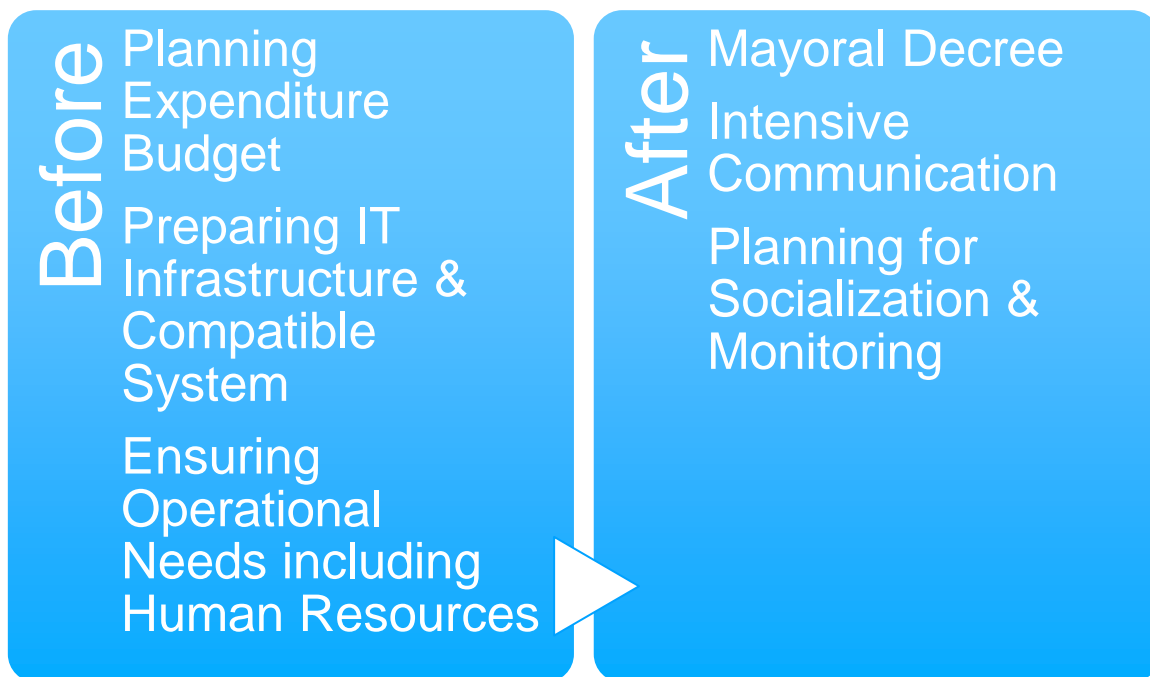 Before
Planning
Expenditure
Budget
Preparing IT
Infrastructure &
Compatible
System
Ensuring
Operational
Needs including
Human Resources
After
Mayoral Decree
Intensive
Communication
Planning for
Socialization &
Monitoring